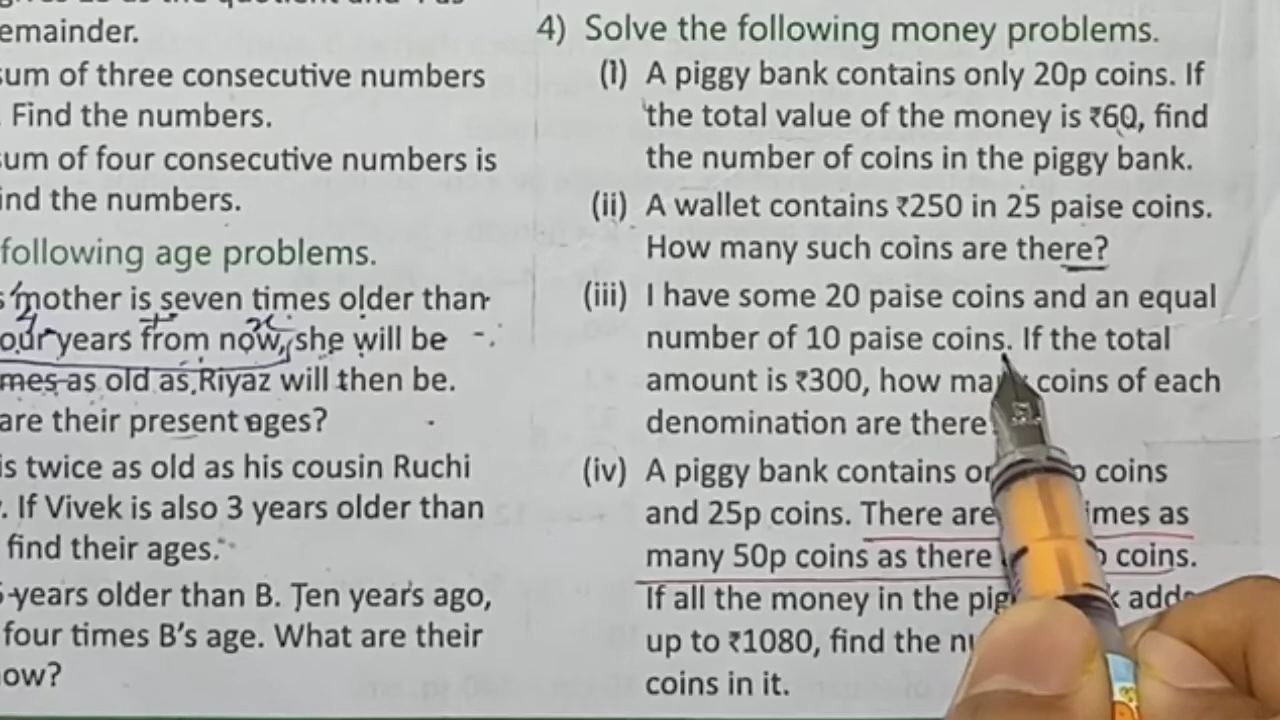 emainder.
sum of three consecutive numbers
. Find the numbers.
sum of four consecutive numbers is
ind the numbers.
following age problems.
s mother is seven times older than
our years from now, she will be
mes as old as Riyaz will then be.
are their present ages?
is twice as old as his cousin Ruchi
. If Vivek is also 3 years older than
find their ages.
years older than B. Ten years ago,
four times B's age. What are their
ow?
4) Solve the following money problems.
(i) A piggy bank contains only 20p coins. If
the total value of the money is ₹60, find
the number of coins in the piggy bank.
(ii) A wallet contains ₹250 in 25 paise coins.
How many such coins are there?
(iii) I have some 20 paise coins and an equal
number of 10 paise coins. If the total
amount is ₹300, how many coins of each
denomination are there
(iv) A piggy bank contains coins
and 25p coins. There are times as
many 50p coins as there coins.
If all the money in the adds
up to ₹1080, find the
coins in it.